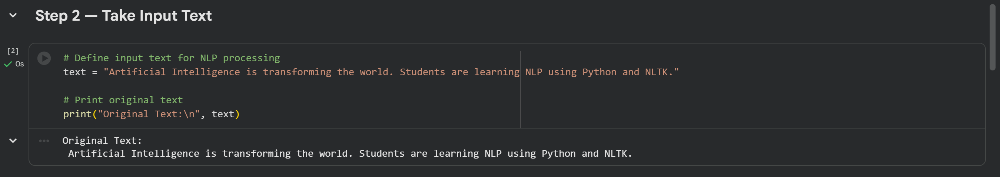 Step 2 — Take Input Text
[2]
0s
# Define input text for NLP processing
text = "Artificial Intelligence is transforming the world. Students are learning NLP using Python and NLTK."
# Print original text
print("Original Text:\n", text)
Original Text:
 Artificial Intelligence is transforming the world. Students are learning NLP using Python and NLTK.